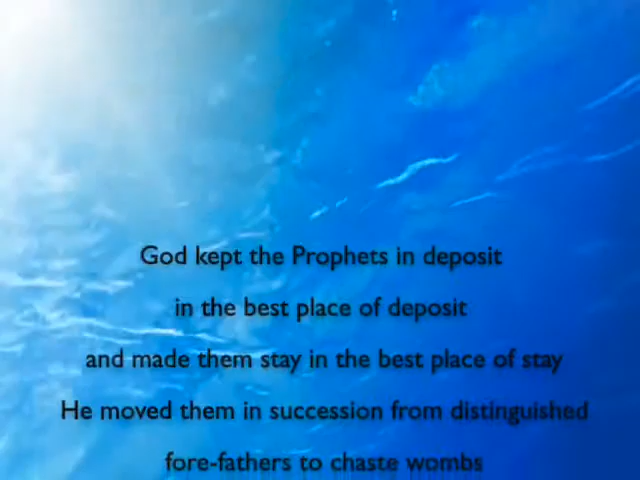 God kept the Prophets in deposit
in the best place of deposit
and made them stay in the best place of stay
He moved them in succession from distinguished
fore-fathers to chaste wombs